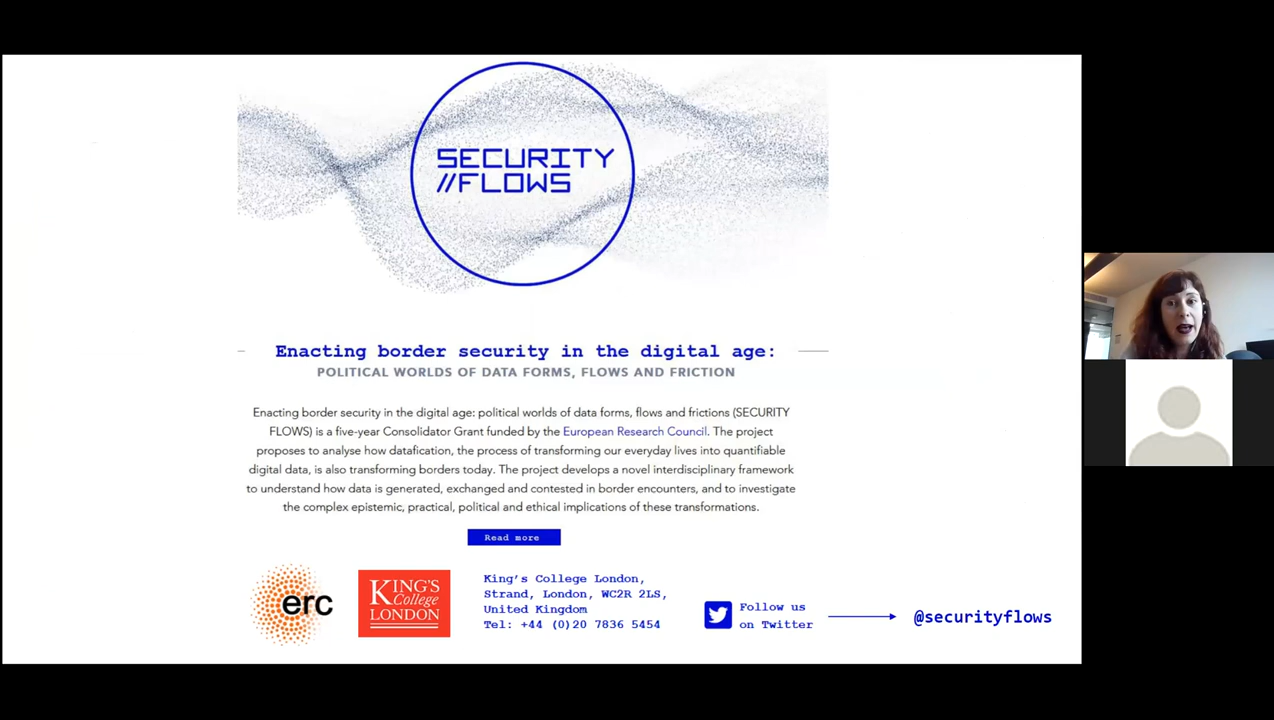 SECURITY
//FLOWS
Enacting border security in the digital age:
POLITICAL WORLDS OF DATA FORMS, FLOWS AND FRICTION
Enacting border security in the digital age: political worlds of data forms, flows and frictions (SECURITY
FLOWS) is a five-year Consolidator Grant funded by the European Research Council. The project
proposes to analyse how datafication, the process of transforming our everyday lives into quantifiable
digital data, is also transforming borders today. The project develops a novel interdisciplinary framework
to understand how data is generated, exchanged and contested in border encounters, and to investigate
the complex epistemic, practical, political and ethical implications of these transformations.
Read more
erc
KING'S
College
LONDON
King's College London,
Strand, London, WC2R 2LS,
United Kingdom
Tel: +44 (0)20 7836 5454
Follow us
on Twitter
@securityflows